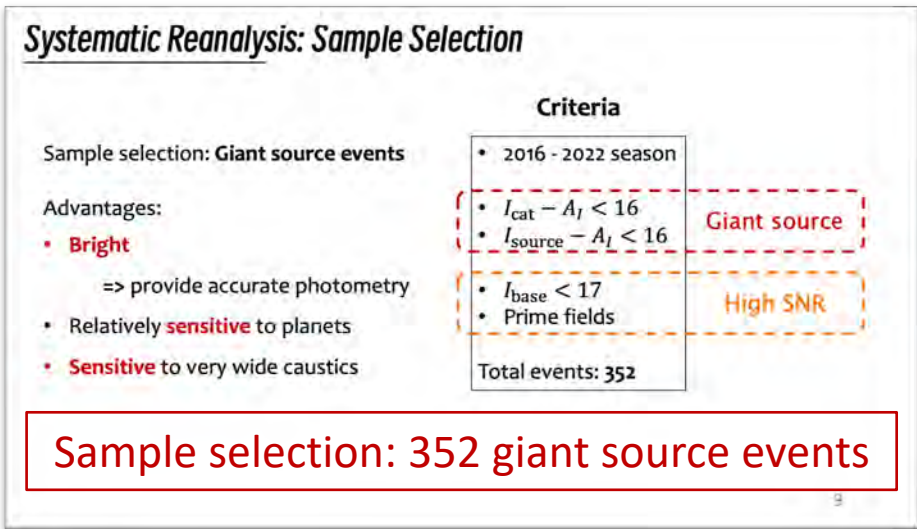 Systematic Reanalysis: Sample Selection
Sample selection: Giant source events
Advantages:
• Bright
=> provide accurate photometry
• Relatively sensitive to planets
• Sensitive to very wide caustics
Criteria
• 2016 - 2022 season
• I_cat − A_I < 16
• I_source − A_I < 16
Giant source
• I_base < 17
• Prime fields
High SNR
Total events: 352
Sample selection: 352 giant source events
9